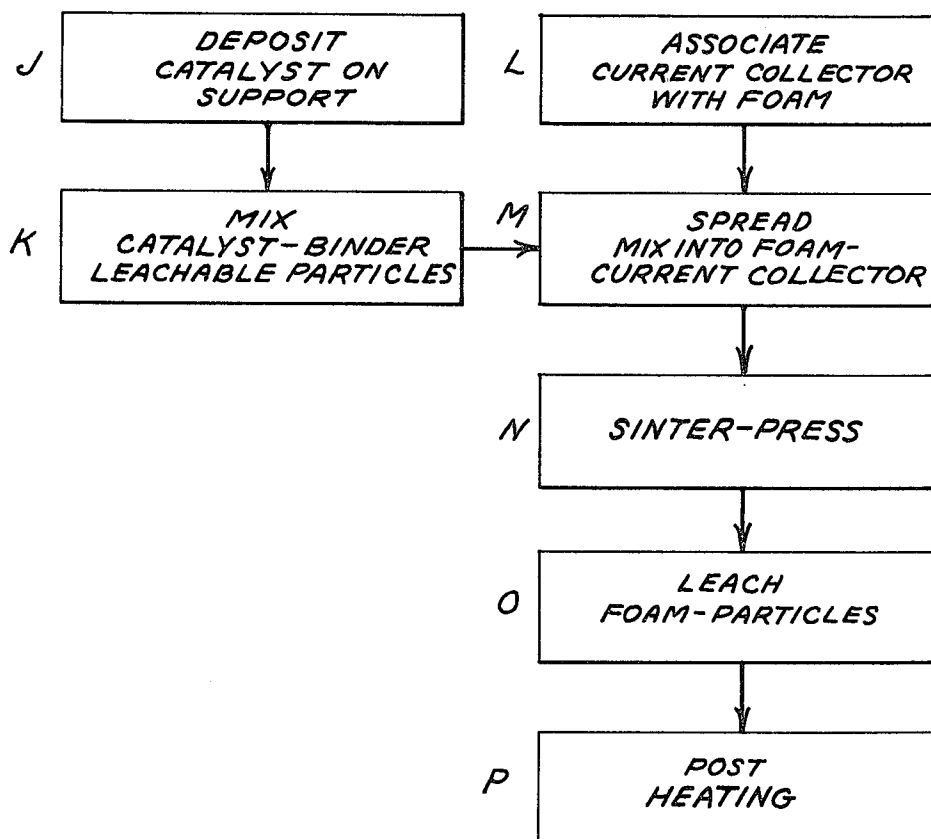 J
DEPOSIT
CATALYST ON
SUPPORT
L
ASSOCIATE
CURRENT COLLECTOR
WITH FOAM
K
MIX
CATALYST-BINDER
LEACHABLE PARTICLES
M
SPREAD
MIX INTO FOAM-
CURRENT COLLECTOR
N
SINTER-PRESS
O
LEACH
FOAM-PARTICLES
P
POST
HEATING